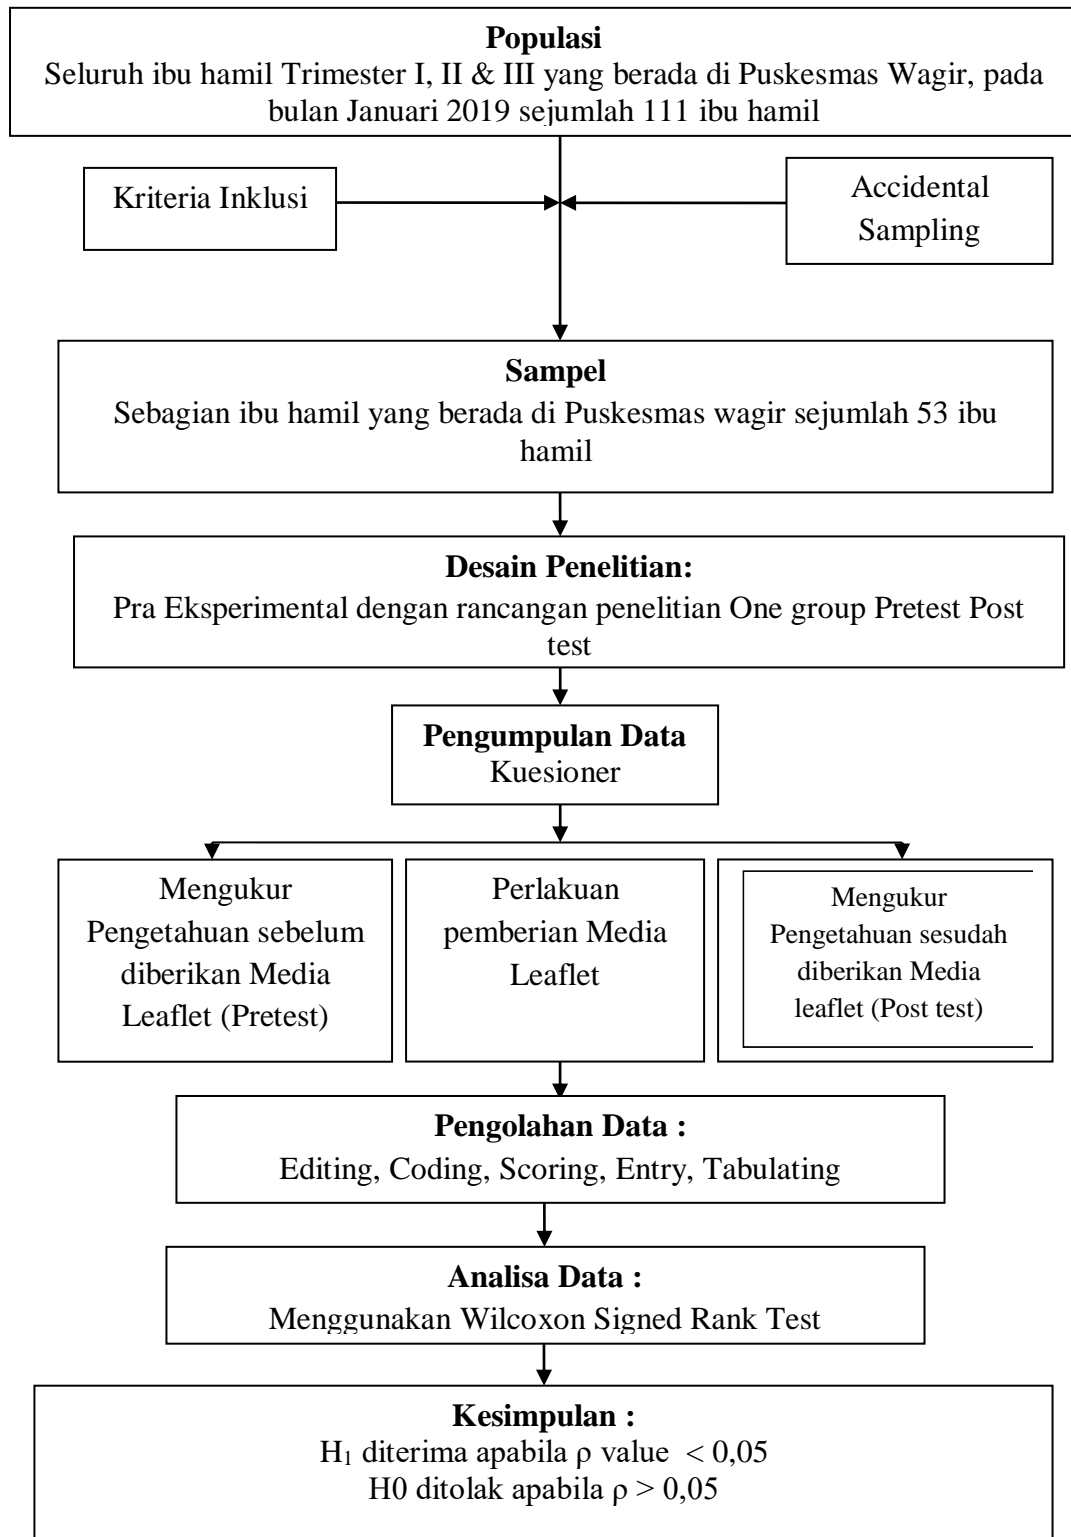 Populasi
Seluruh ibu hamil Trimester I, II & III yang berada di Puskesmas Wagir, pada
bulan Januari 2019 sejumlah 111 ibu hamil
Kriteria Inklusi
Accidental
Sampling
Sampel
Sebagian ibu hamil yang berada di Puskesmas wagir sejumlah 53 ibu
hamil
Desain Penelitian:
Pra Eksperimental dengan rancangan penelitian One group Pretest Post
test
Pengumpulan Data
Kuesioner
Mengukur
Pengetahuan sebelum
diberikan Media
Leaflet (Pretest)
Perlakuan
pemberian Media
Leaflet
Mengukur
Pengetahuan sesudah
diberikan Media
leaflet (Post test)
Pengolahan Data :
Editing, Coding, Scoring, Entry, Tabulating
Analisa Data :
Menggunakan Wilcoxon Signed Rank Test
Kesimpulan :
H₁ diterima apabila ρ value < 0,05
H0 ditolak apabila ρ > 0,05